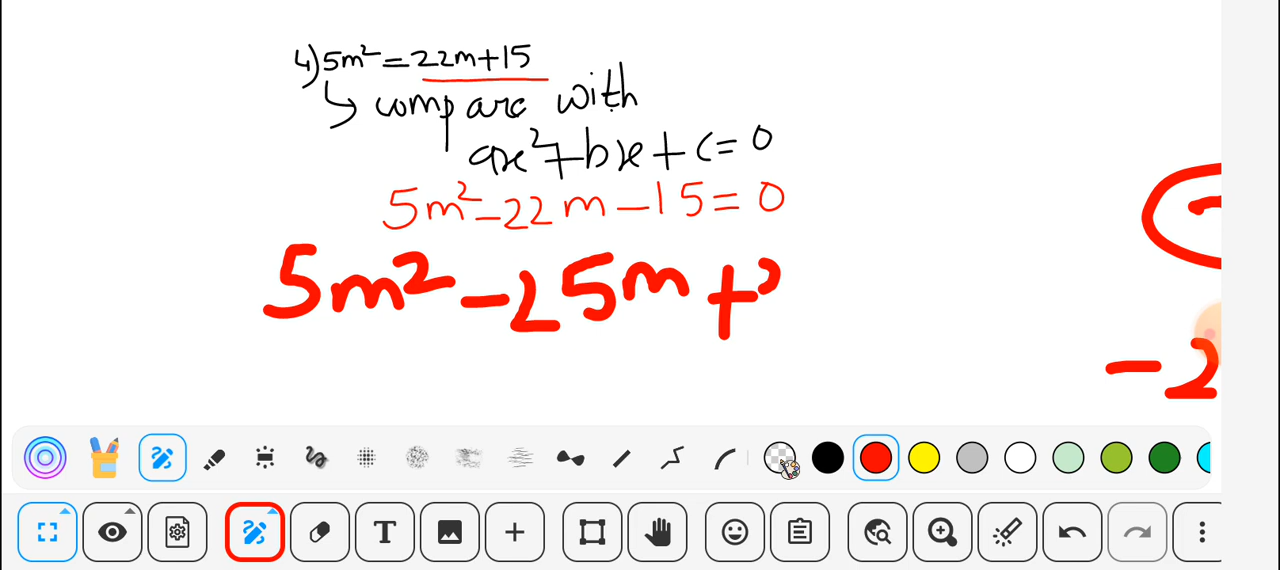 4) 5m² = 22m + 15
↳ compare with
ax² + bx + c = 0
5m² - 22m - 15 = 0
5m² - 25m +
- 2
T